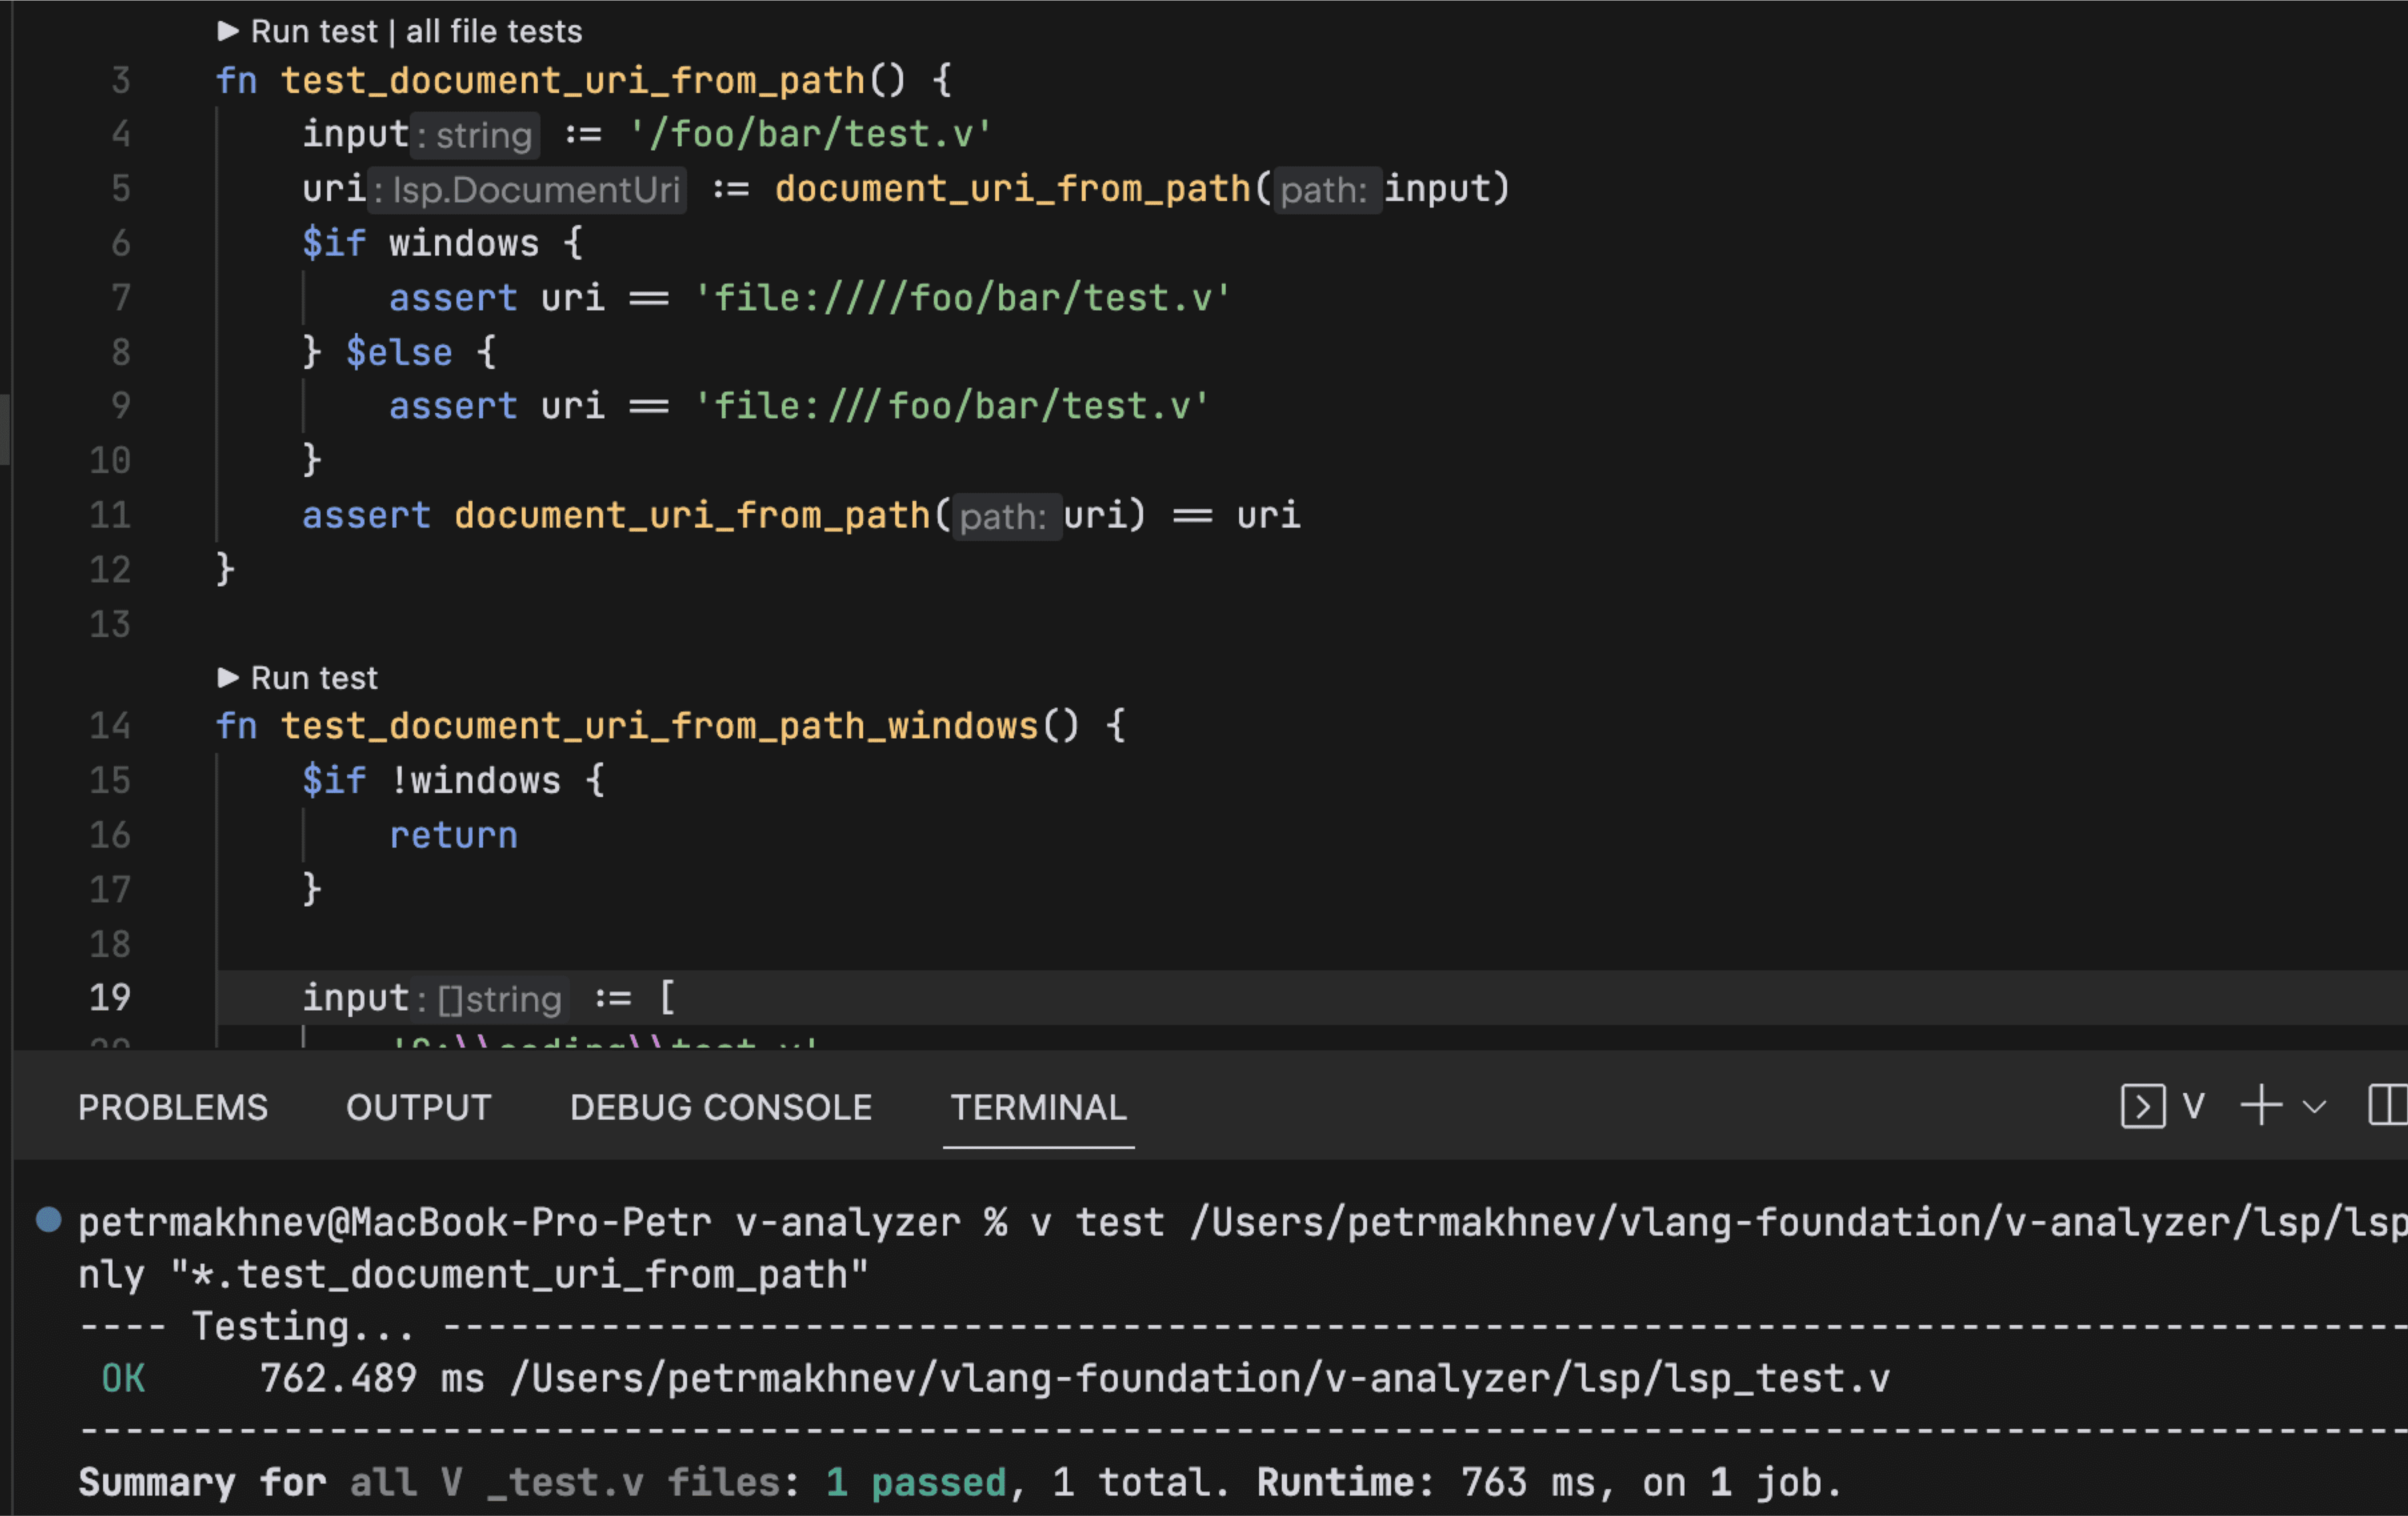 ▶ Run test | all file tests
3 fn test_document_uri_from_path() {
4 input: string := '/foo/bar/test.v'
5 uri: lsp.DocumentUri := document_uri_from_path(path: input)
6 $if windows {
7 assert uri == 'file:////foo/bar/test.v'
8 } $else {
9 assert uri == 'file:///foo/bar/test.v'
10 }
11 assert document_uri_from_path(path: uri) == uri
12 }
13
▶ Run test
14 fn test_document_uri_from_path_windows() {
15 $if !windows {
16 return
17 }
18
19 input: []string := [
PROBLEMS OUTPUT DEBUG CONSOLE TERMINAL v
petrmakhnev@MacBook-Pro-Petr v-analyzer % v test /Users/petrmakhnev/vlang-foundation/v-analyzer/lsp/lsp
nly "*.test_document_uri_from_path"
---- Testing... ----------------------------------------------------------------------------------------
OK 762.489 ms /Users/petrmakhnev/vlang-foundation/v-analyzer/lsp/lsp_test.v
--------------------------------------------------------------------------------------------------------
Summary for all V _test.v files: 1 passed, 1 total. Runtime: 763 ms, on 1 job.